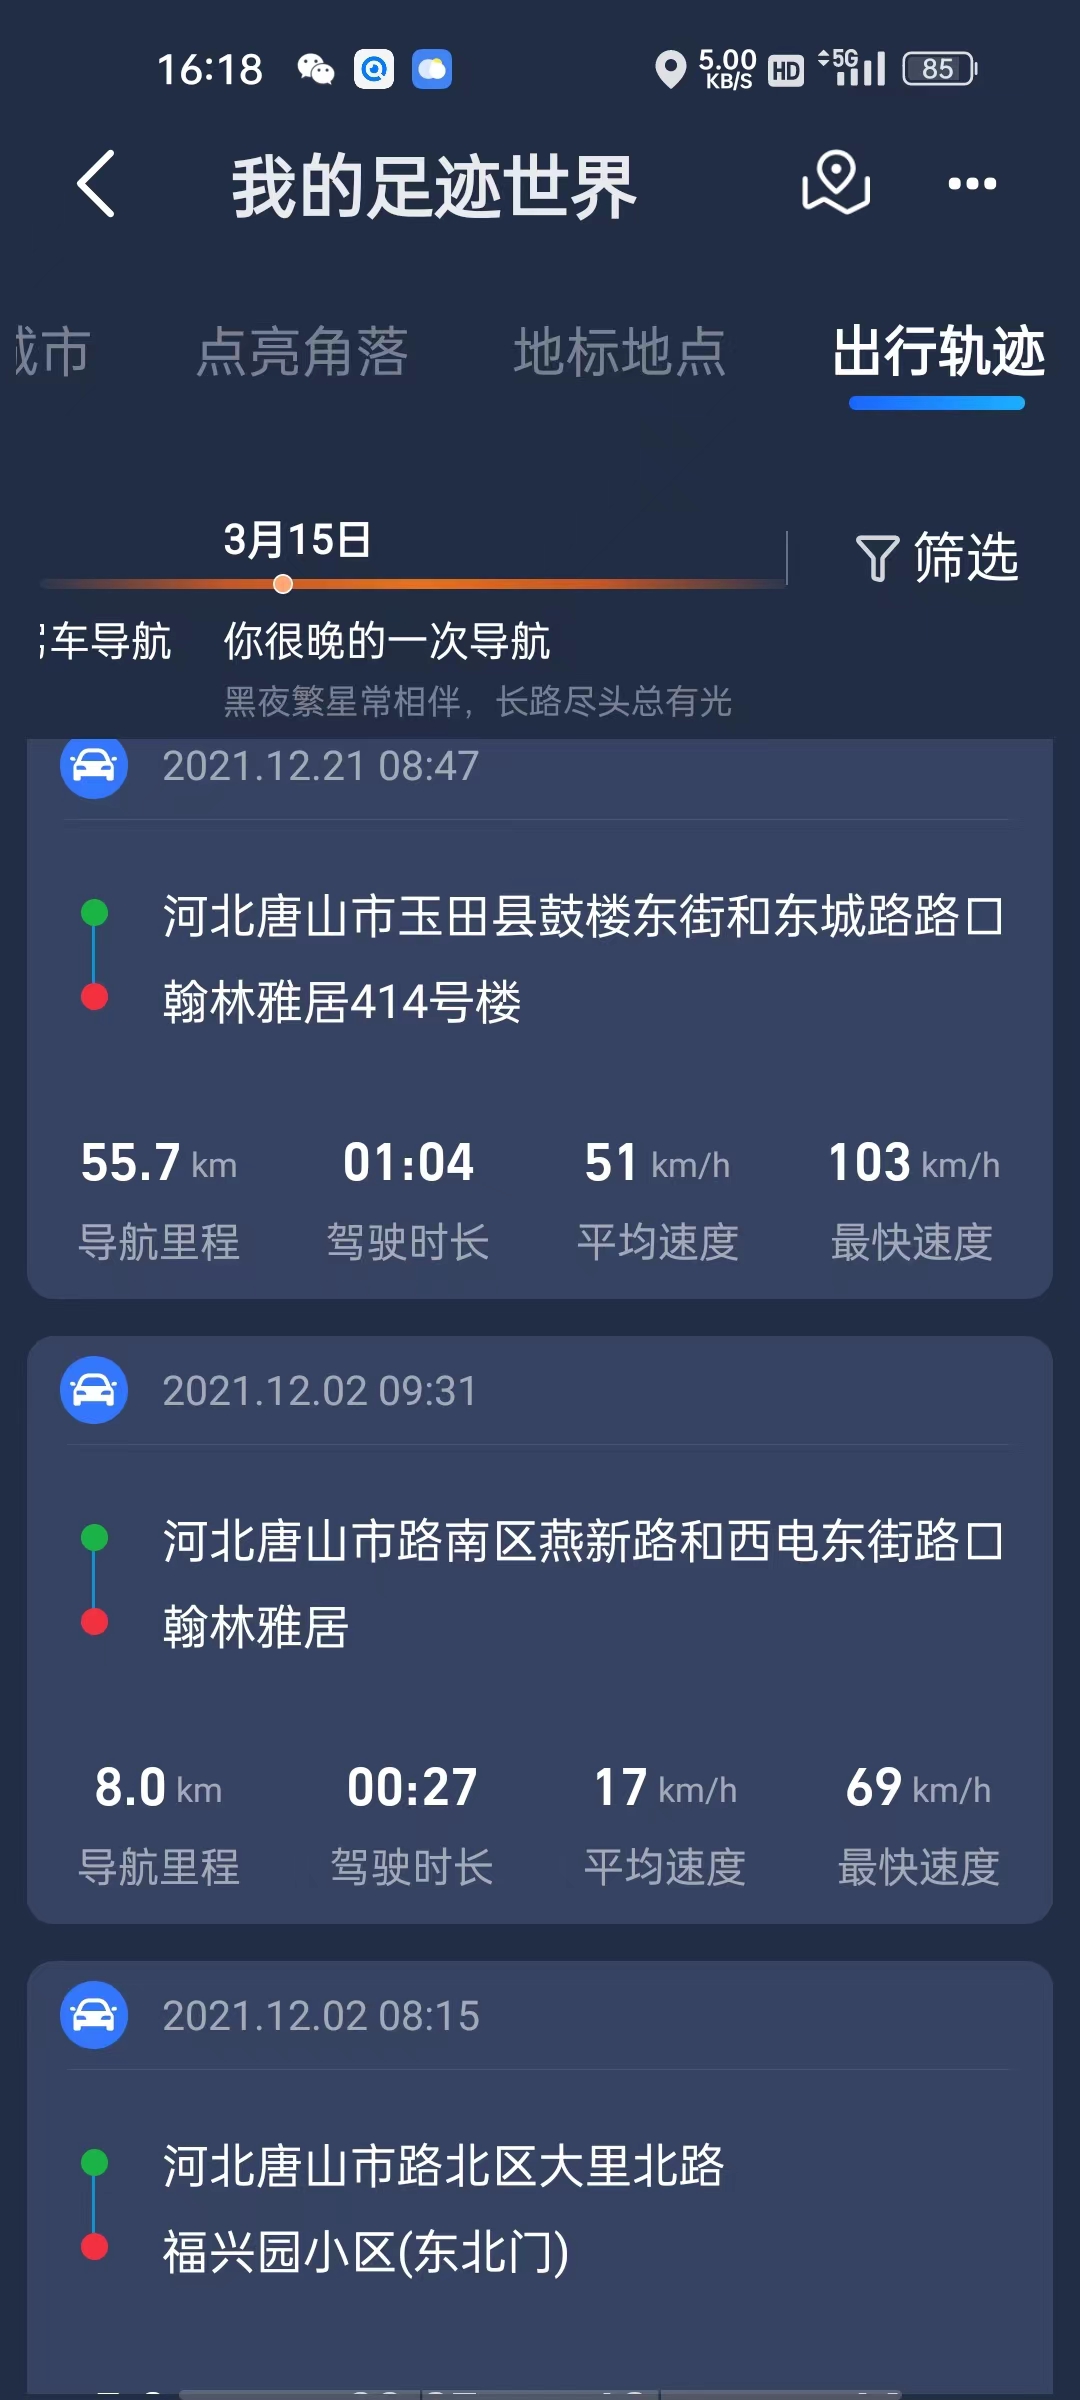 16:18
5.00 KB/S HD 5G 85
我的足迹世界
市 点亮角落 地标地点 出行轨迹
3月15日
筛选
车导航 你很晚的一次导航
黑夜繁星常相伴，长路尽头总有光
2021.12.21 08:47
河北唐山市玉田县鼓楼东街和东城路路口
翰林雅居414号楼
55.7 km 01:04 51 km/h 103 km/h
导航里程 驾驶时长 平均速度 最快速度
2021.12.02 09:31
河北唐山市路南区燕新路和西电东街路口
翰林雅居
8.0 km 00:27 17 km/h 69 km/h
导航里程 驾驶时长 平均速度 最快速度
2021.12.02 08:15
河北唐山市路北区大里北路
福兴园小区(东北门)